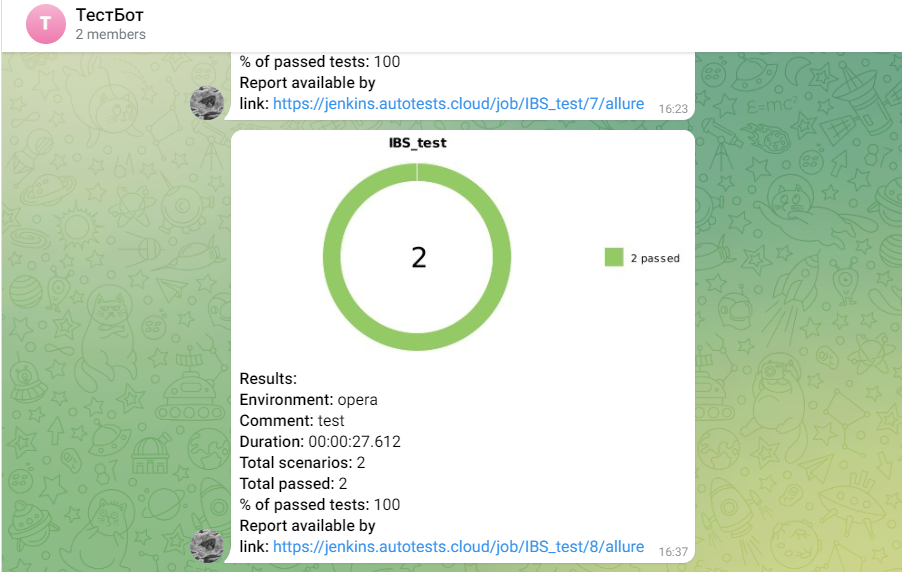 T
ТестБот
2 members
% of passed tests: 100
Report available by
link: https://jenkins.autotests.cloud/job/IBS_test/7/allure
16:23
IBS_test
2
2 passed
Results:
Environment: opera
Comment: test
Duration: 00:00:27.612
Total scenarios: 2
Total passed: 2
% of passed tests: 100
Report available by
link: https://jenkins.autotests.cloud/job/IBS_test/8/allure
16:37
E=mc²